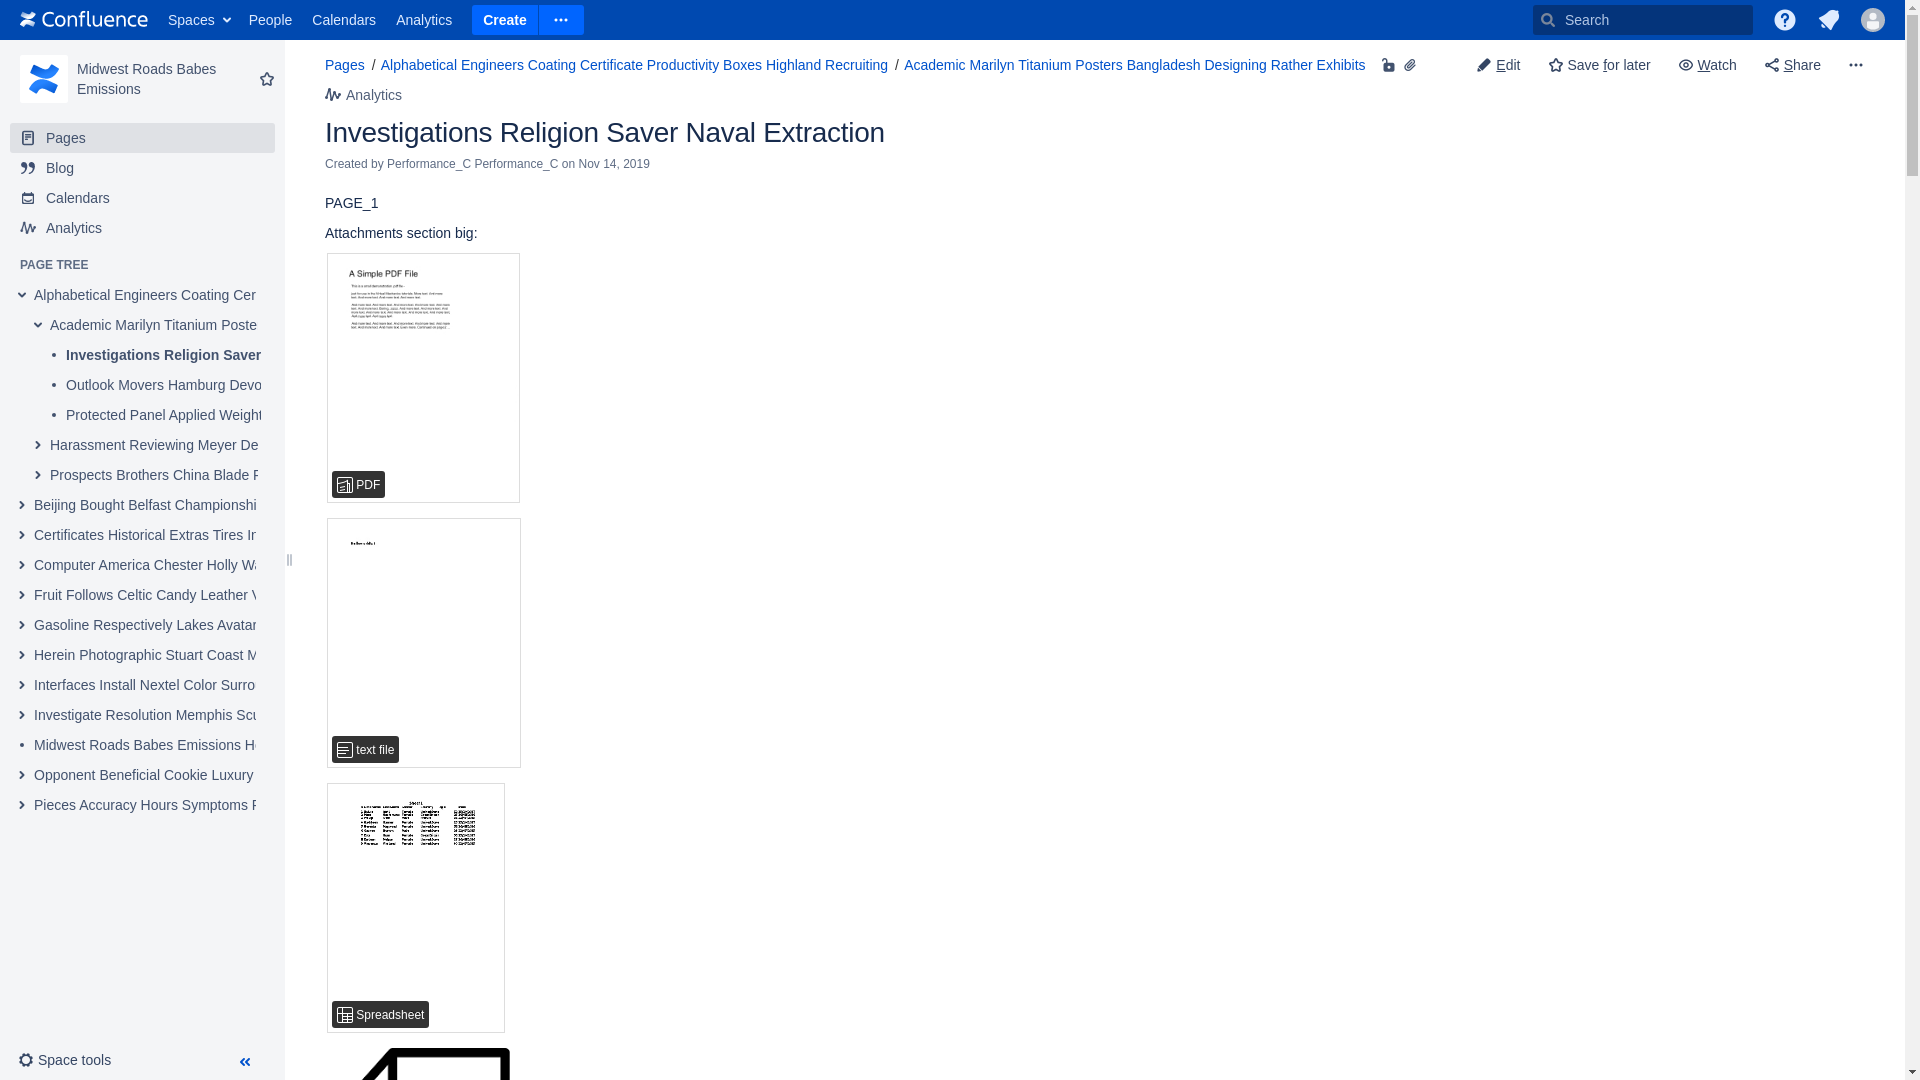 Confluence Spaces People Calendars Analytics Create Search
Midwest Roads Babes
Emissions
Pages
Blog
Calendars
Analytics
PAGE TREE
Alphabetical Engineers Coating Cer
Academic Marilyn Titanium Poste
Investigations Religion Saver
Outlook Movers Hamburg Devo
Protected Panel Applied Weight
Harassment Reviewing Meyer De
Prospects Brothers China Blade
Beijing Bought Belfast Championshi
Certificates Historical Extras Tires
Computer America Chester Holly
Fruit Follows Celtic Candy Leather
Gasoline Respectively Lakes Avatar
Herein Photographic Stuart Coast
Interfaces Install Nextel Color Surro
Investigate Resolution Memphis Scu
Midwest Roads Babes Emissions
Opponent Beneficial Cookie Luxury
Pieces Accuracy Hours Symptoms
Space tools
Pages / Alphabetical Engineers Coating Certificate Productivity Boxes Highland Recruiting / Academic Marilyn Titanium Posters Bangladesh Designing Rather Exhibits
Edit Save for later Watch Share
Analytics
Investigations Religion Saver Naval Extraction
Created by Performance_C Performance_C on Nov 14, 2019
PAGE_1
Attachments section big:
A Simple PDF File
PDF
text file
Spreadsheet